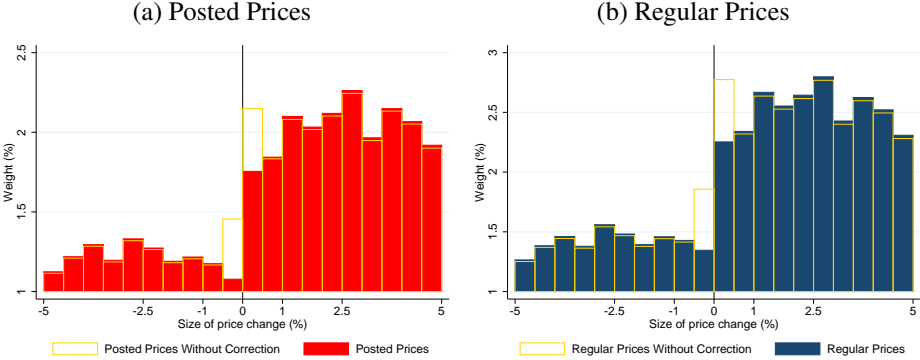 (a) Posted Prices
Weight (%)
2.5
2
1.5
1
-5
-2.5
-1
0
1
2.5
5
Size of price change (%)
Posted Prices Without Correction
Posted Prices
(b) Regular Prices
Weight (%)
3
2.5
2
1.5
1
-5
-2.5
-1
0
1
2.5
5
Size of price change (%)
Regular Prices Without Correction
Regular Prices